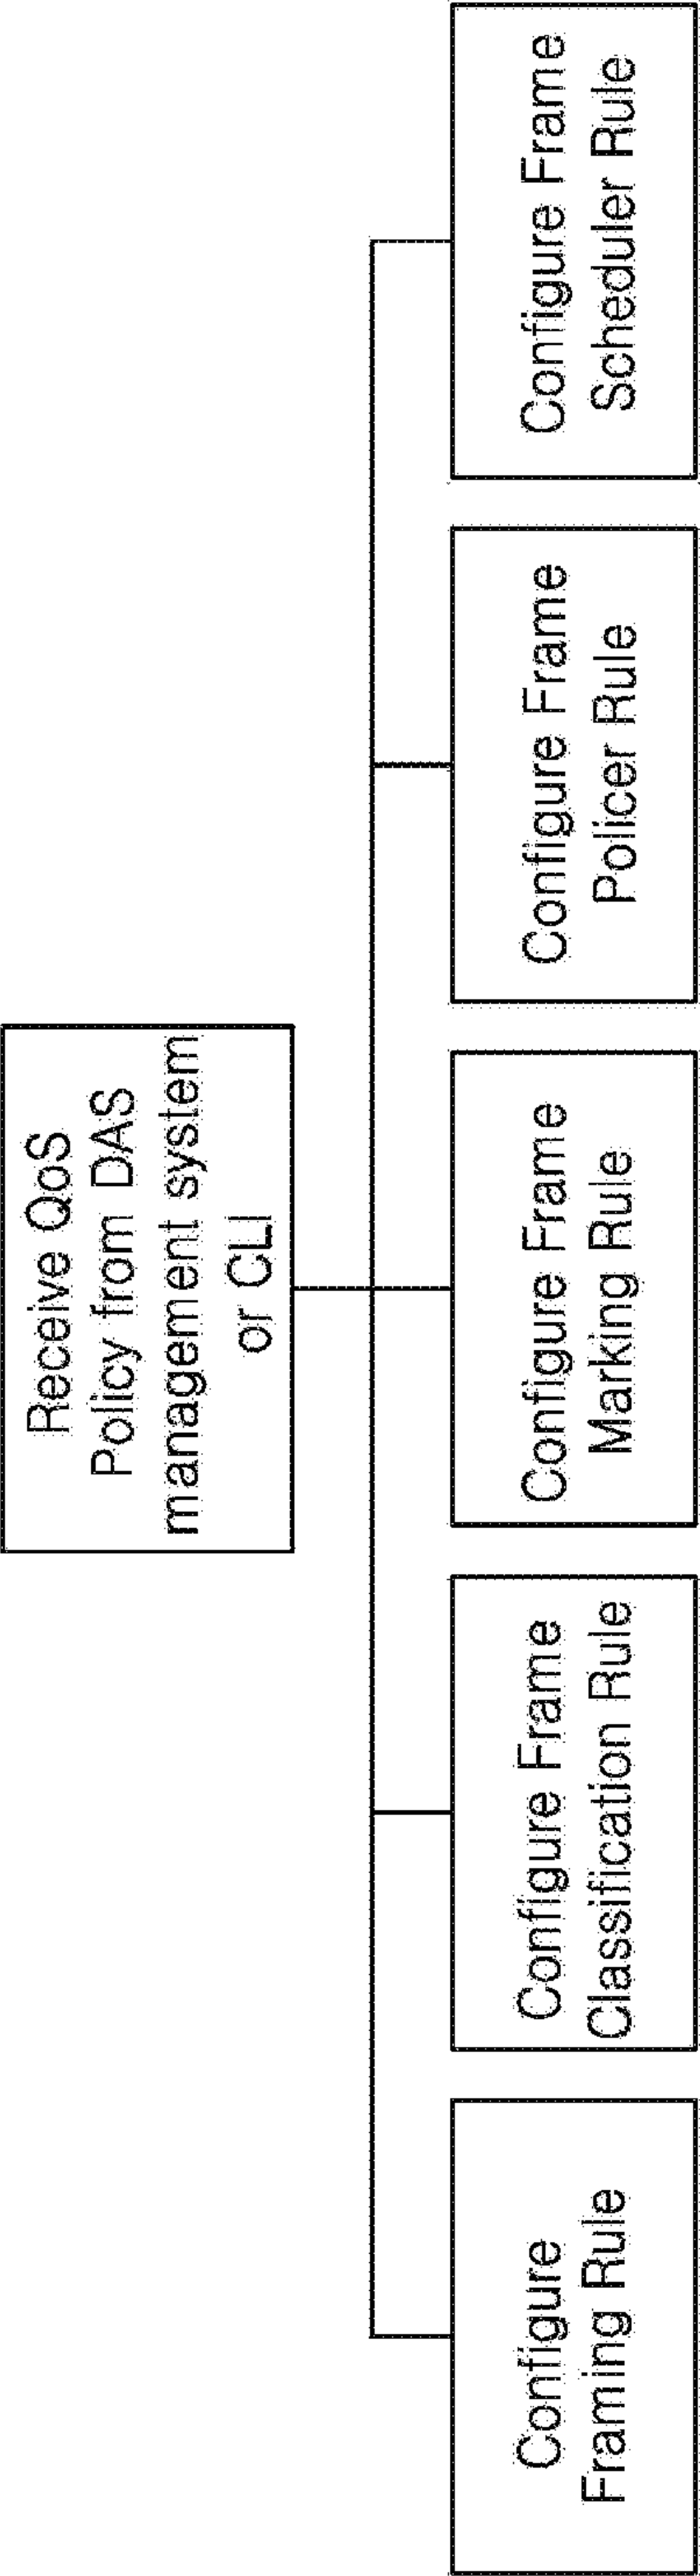 Receive QoS
Policy from DAS
management system
or CLI
Configure
Framing Rule
Configure Frame
Classification Rule
Configure Frame
Marking Rule
Configure Frame
Policer Rule
Configure Frame
Scheduler Rule